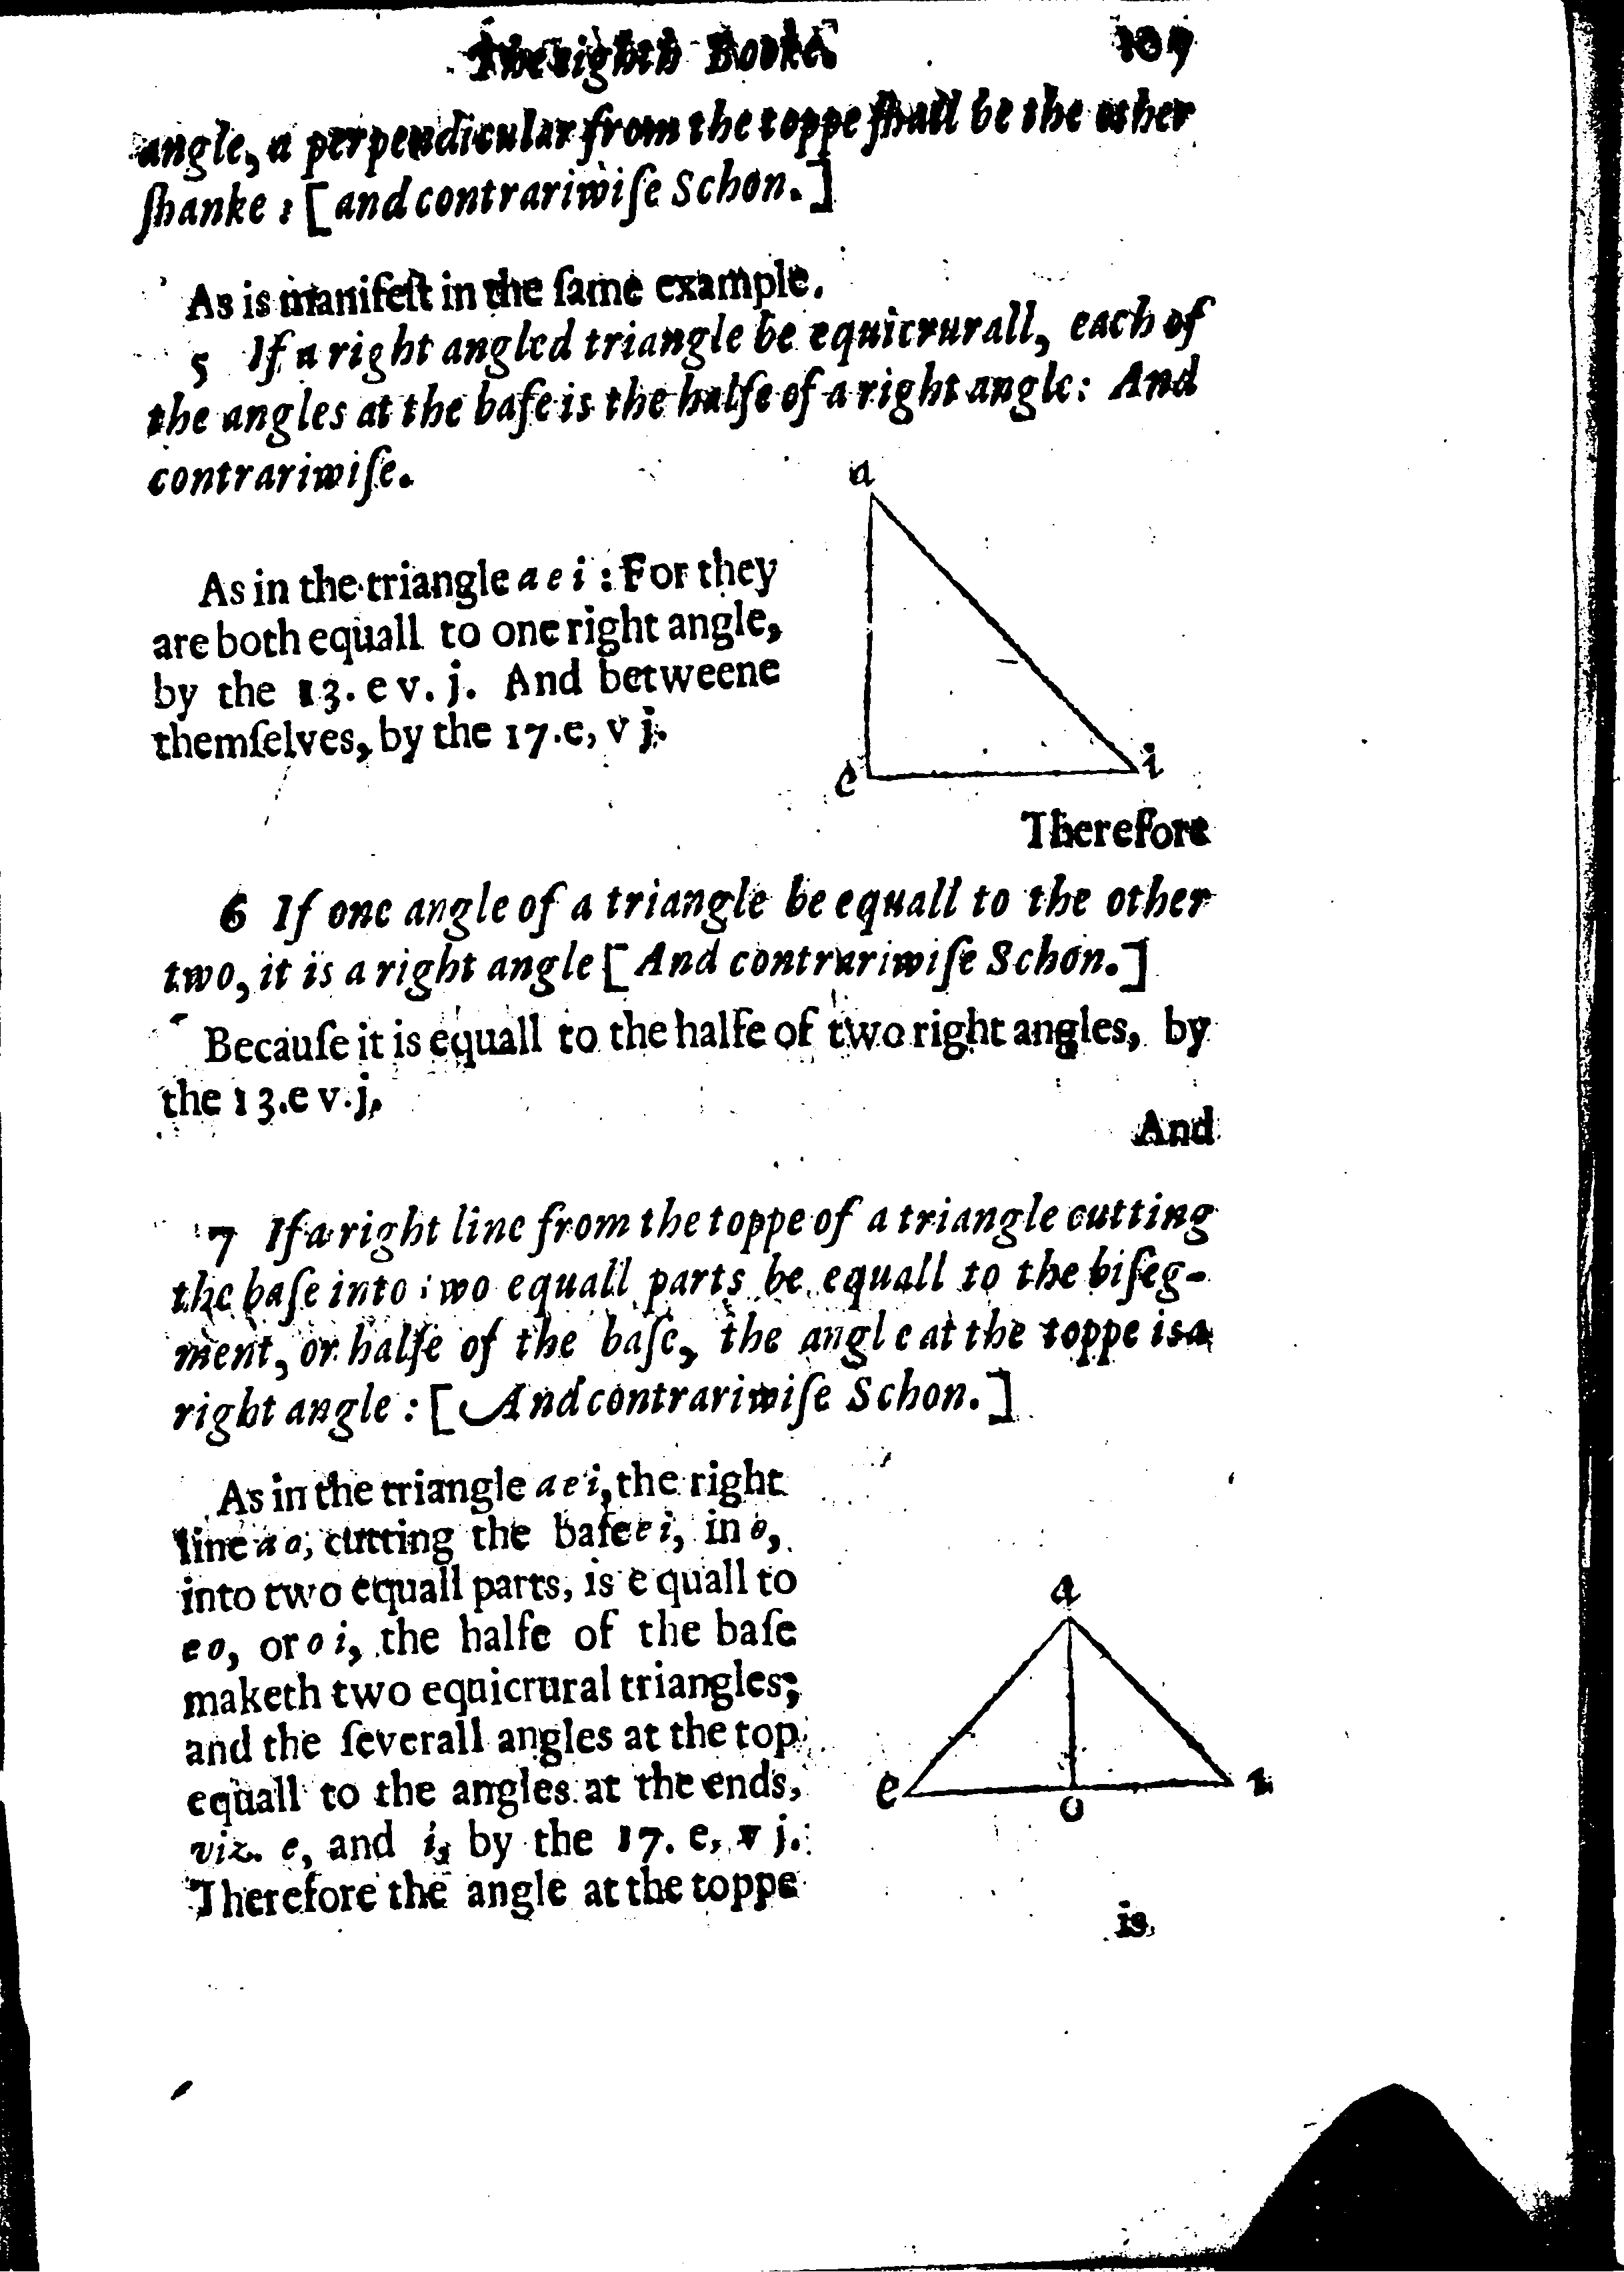 The eighth Booke. 107
angle, a perpendicular from the toppe ſhall be the other
ſhanke : [ and contrariwiſe Schon. ]
As is manifeſt in the ſame example.
5 If a right angled triangle be equicrurall, each of
the angles at the baſe is the halfe of a right angle: And
contrariwiſe.
a
As in the triangle a e i : For they
are both equall to one right angle,
by the 13. e v. j. And betweene
themſelves, by the 17.e, v j.
e i
Therefore
6 If one angle of a triangle be equall to the other
two, it is a right angle [ And contrariwiſe Schon. ]
Becauſe it is equall to the halfe of two right angles, by
the 13.e v.j.
And
7 If a right line from the toppe of a triangle cutting
the baſe into two equall parts be equall to the biſeg-
ment, or halfe of the baſe, the angle at the toppe is a
right angle : [ And contrariwiſe Schon. ]
As in the triangle a e i, the right
line a o, cutting the baſe e i, in o,
into two equall parts, is equall to
e o, or o i, the halfe of the baſe
maketh two equicrural triangles;
and the ſeverall angles at the top
equall to the angles at the ends,
viz. e, and i, by the 17. e, v j.:
Therefore the angle at the toppe
a
e o i
is